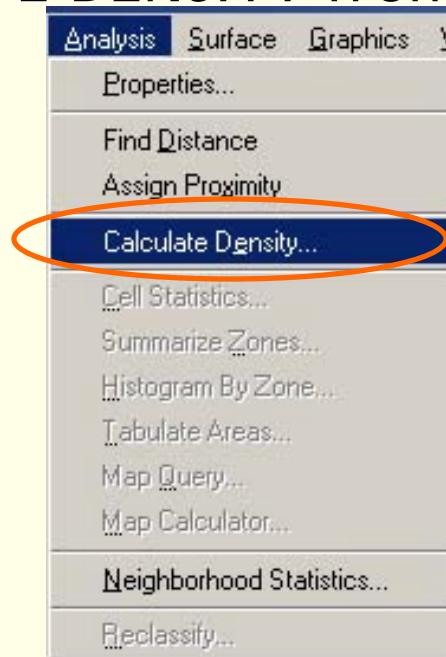 Analysis Surface Graphics
Properties...
Find Distance
Assign Proximity
Calculate Density...
Cell Statistics...
Summarize Zones...
Histogram By Zone...
Tabulate Areas...
Map Query...
Map Calculator...
Neighborhood Statistics...
Reclassify...